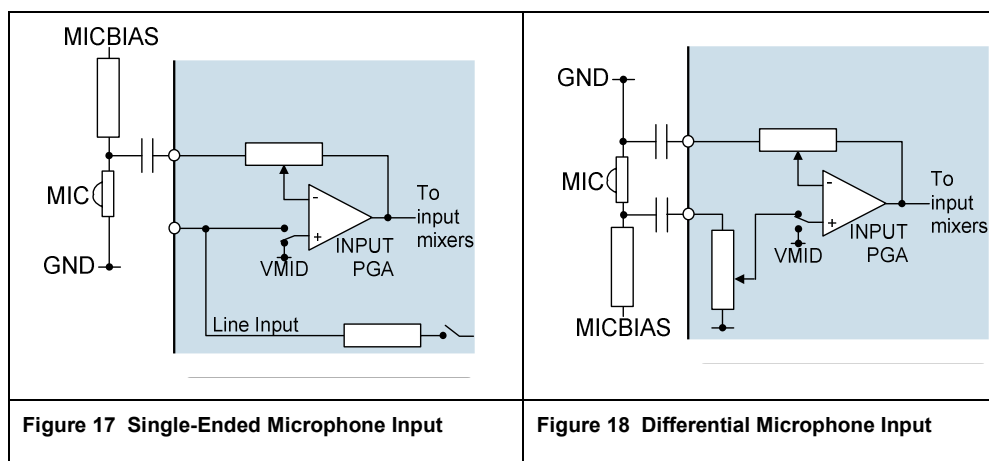 MICBIAS
MIC
GND
-
+
VMID
INPUT
PGA
To
input
mixers
Line Input
Figure 17 Single-Ended Microphone Input
GND
MIC
MICBIAS
-
+
VMID
INPUT
PGA
To
input
mixers
Figure 18 Differential Microphone Input